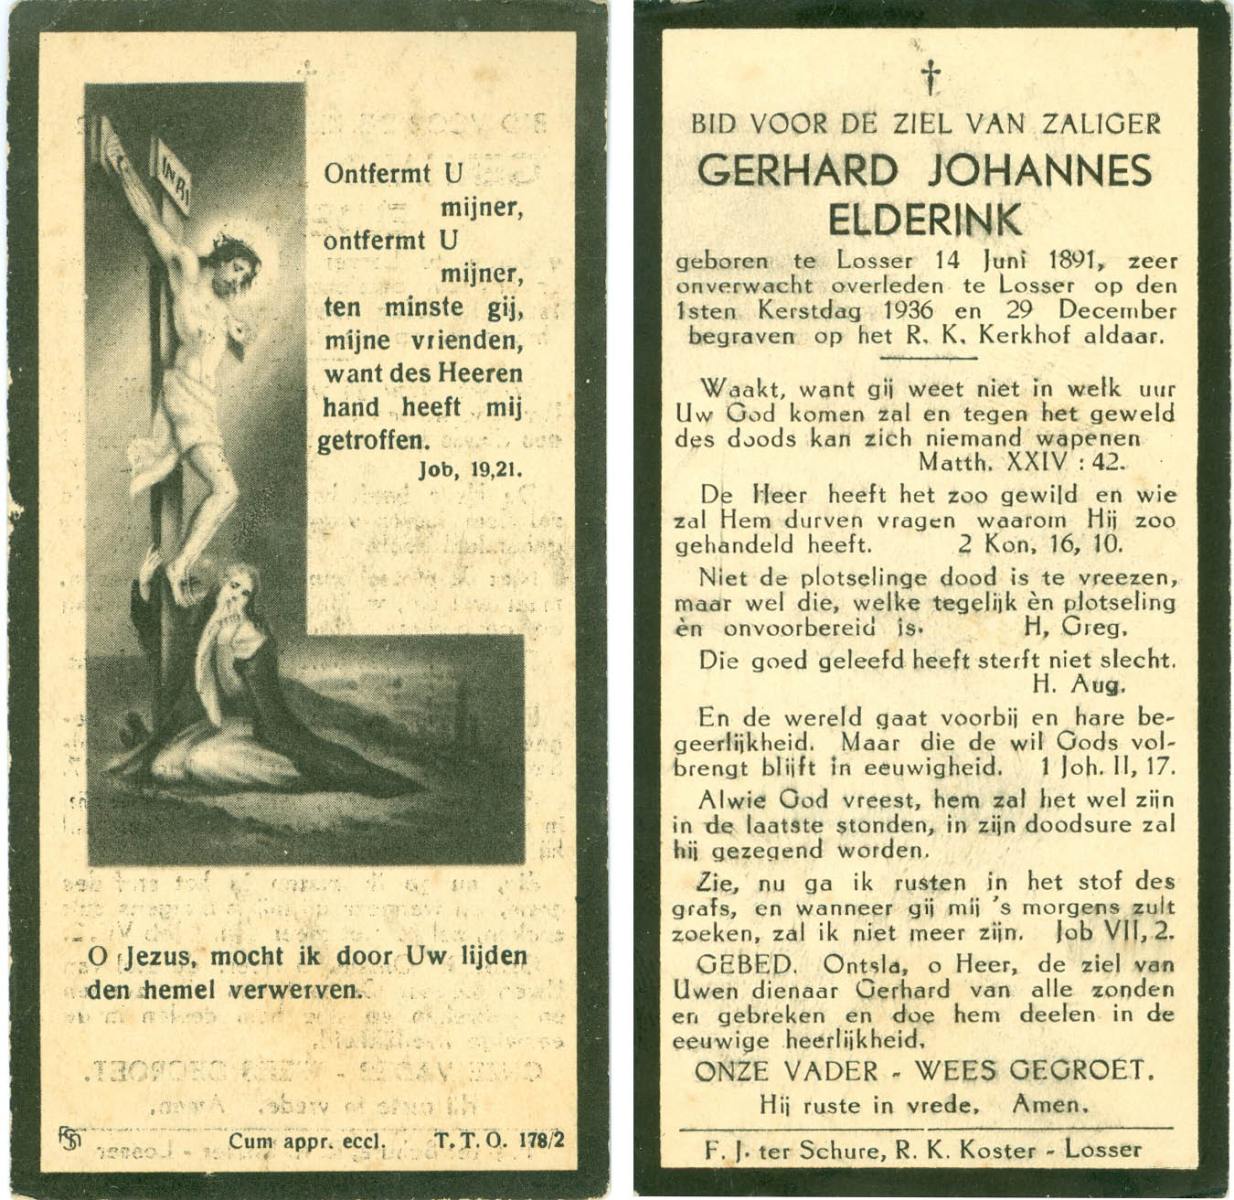 INRI
Ontfermt U
mijner,
ontfermt U
mijner,
ten minste gij,
mijne vrienden,
want des Heeren
hand heeft mij
getroffen.
Job, 19,21.
O Jezus, mocht ik door Uw lijden
den hemel verwerven.
Cum appr. eccl. T. T. O. 178/2
BID VOOR DE ZIEL VAN ZALIGER
GERHARD JOHANNES
ELDERINK
geboren te Losser 14 Juni 1891, zeer
onverwacht overleden te Losser op den
1sten Kerstdag 1936 en 29 December
begraven op het R. K. Kerkhof aldaar.
Waakt, want gij weet niet in welk uur
Uw God komen zal en tegen het geweld
des doods kan zich niemand wapenen
Matth. XXIV : 42.
De Heer heeft het zoo gewild en wie
zal Hem durven vragen waarom Hij zoo
gehandeld heeft. 2 Kon, 16, 10.
Niet de plotselinge dood is te vreezen,
maar wel die, welke tegelijk èn plotseling
èn onvoorbereid is. H, Greg.
Die goed geleefd heeft sterft niet slecht.
H. Aug.
En de wereld gaat voorbij en hare be-
geerlijkheid. Maar die de wil Gods vol-
brengt blijft in eeuwigheid. 1 Joh. II, 17.
Alwie God vreest, hem zal het wel zijn
in de laatste stonden, in zijn doodsure zal
hij gezegend worden.
Zie, nu ga ik rusten in het stof des
grafs, en wanneer gij mij 's morgens zult
zoeken, zal ik niet meer zijn. Job VII, 2.
GEBED. Ontsla, o Heer, de ziel van
Uwen dienaar Gerhard van alle zonden
en gebreken en doe hem deelen in de
eeuwige heerlijkheid.
ONZE VADER - WEES GEGROET.
Hij ruste in vrede. Amen.
F. J. ter Schure, R. K. Koster - Losser